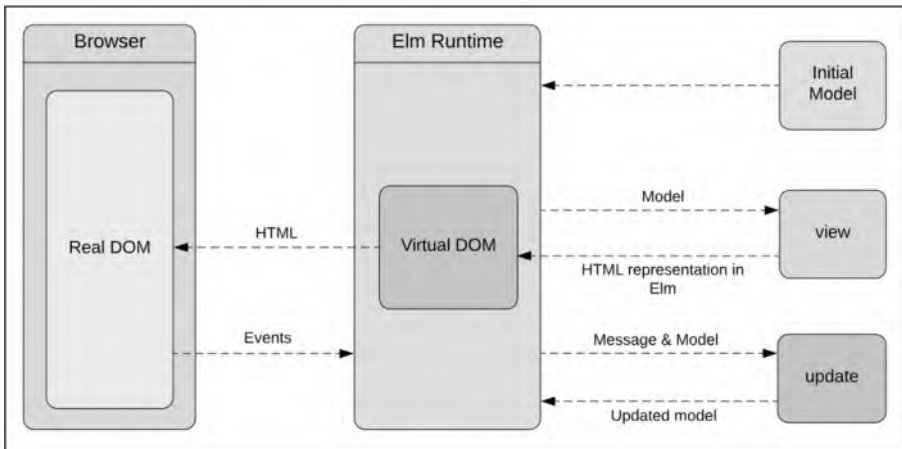 Browser
Elm Runtime
Initial
Model
Model
view
HTML
Real DOM
Virtual DOM
HTML representation in
Elm
Events
Message & Model
update
Updated model